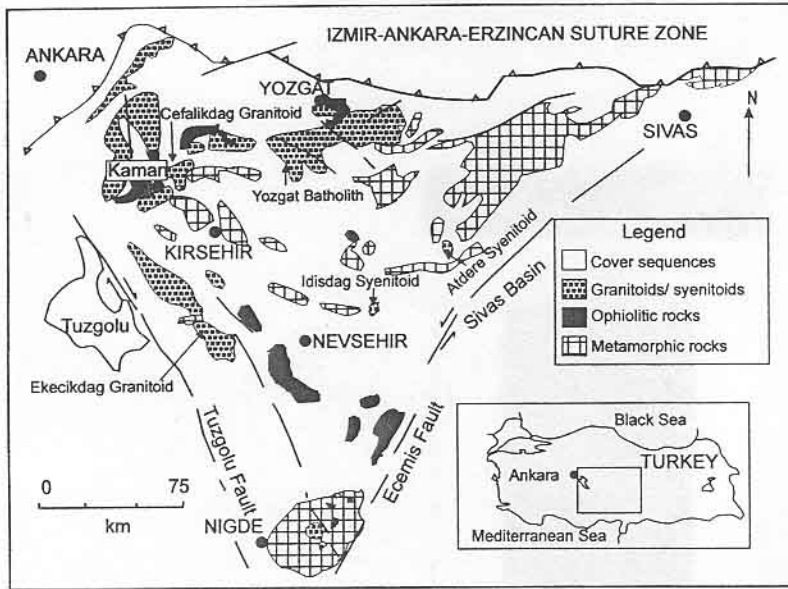 IZMIR-ANKARA-ERZINCAN SUTURE ZONE
ANKARA
YOZGAT
Cefalikdag Granitoid
N
SIVAS
Kaman
Yozgat Batholith
KIRSEHIR
Atdere Syenitoid
Idisdag Syenitoid
Sivas Basin
Tuzgolu
NEVSEHIR
Ekecikdag Granitoid
Tuzgolu Fault
Ecemis Fault
Legend
Cover sequences
Granitoids/ syenitoids
Ophiolitic rocks
Metamorphic rocks
0 75
km
NIGDE
Black Sea
Ankara
TURKEY
Mediterranean Sea